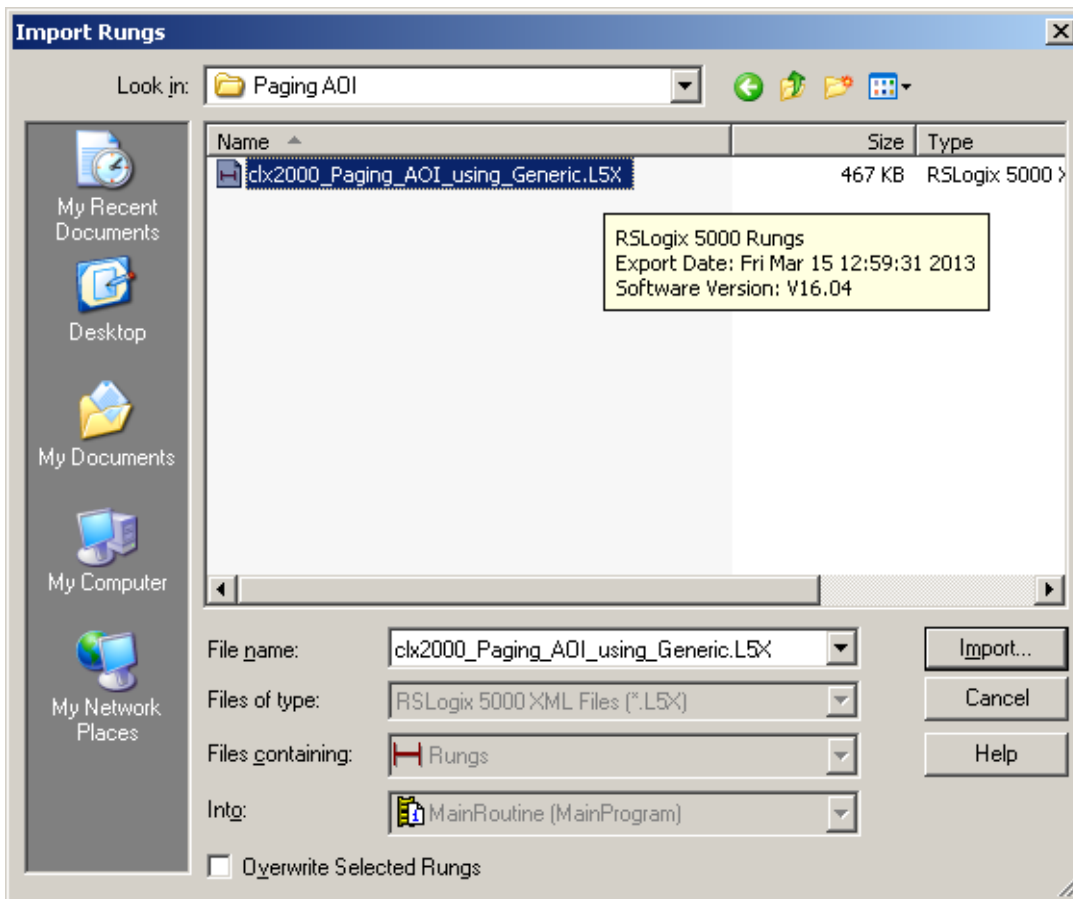 Import Rungs
Look in: Paging AOI
Name Size Type
clx2000_Paging_AOI_using_Generic.L5X 467 KB RSLogix 5000 X
RSLogix 5000 Rungs
Export Date: Fri Mar 15 12:59:31 2013
Software Version: V16.04
My Recent
Documents
Desktop
My Documents
My Computer
My Network
Places
File name: clx2000_Paging_AOI_using_Generic.L5X Import...
Files of type: RSLogix 5000 XML Files (*.L5X) Cancel
Files containing: Rungs Help
Into: MainRoutine (MainProgram)
Overwrite Selected Rungs